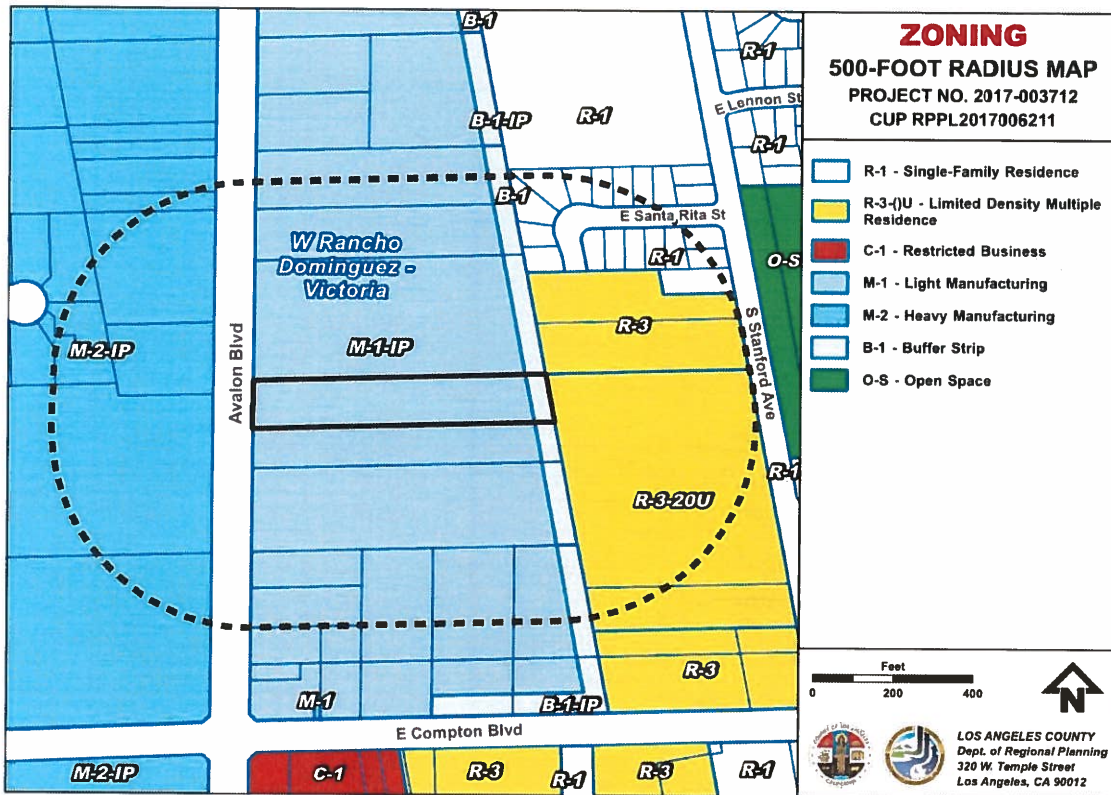 ZONING
500-FOOT RADIUS MAP
PROJECT NO. 2017-003712
CUP RPPL2017006211
R-1 - Single-Family Residence
R-3-()U - Limited Density Multiple
Residence
C-1 - Restricted Business
M-1 - Light Manufacturing
M-2 - Heavy Manufacturing
B-1 - Buffer Strip
O-S - Open Space
B-1
R-1
E Lennon St
B-1-IP
R-1
R-1
B-1
E Santa Rita St
W Rancho
Dominguez -
Victoria
R-1
O-S
M-2-IP
M-1-IP
R-3
S Stanford Ave
Avalon Blvd
R-1
R-3-20U
R-3
M-1
B-1-IP
E Compton Blvd
M-2-IP
C-1
R-3
R-1
R-3
R-1
Feet
0 200 400
N
LOS ANGELES COUNTY
Dept. of Regional Planning
320 W. Temple Street
Los Angeles, CA 90012